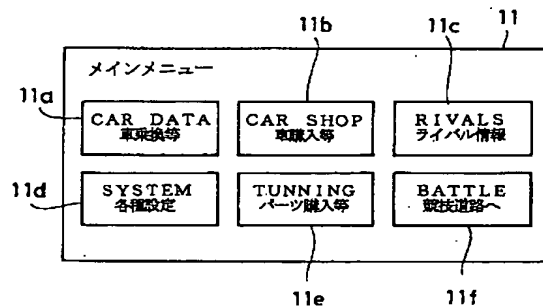 11b
11c
11
メインメニュー
11a
CAR DATA
車乗換等
CAR SHOP
車購入等
RIVALS
ライバル情報
11d
SYSTEM
各種設定
TUNNING
パーツ購入等
BATTLE
競技道路へ
11e
11f